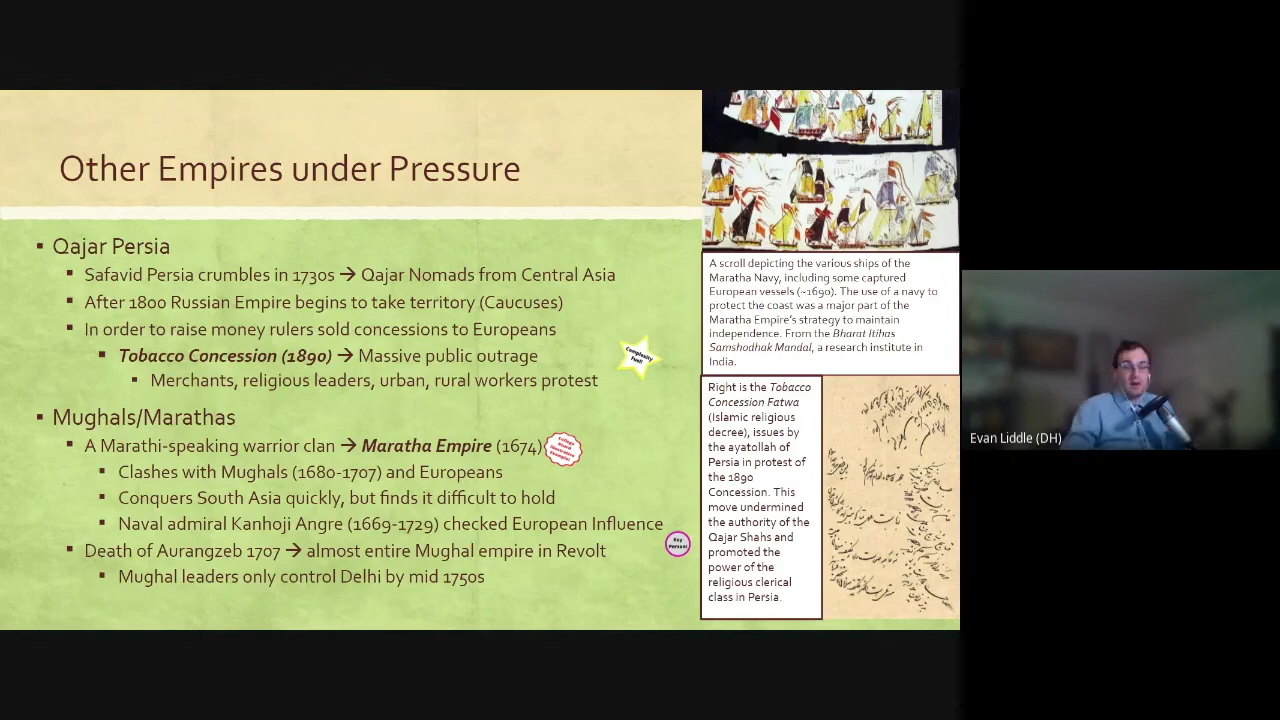 Other Empires under Pressure
▪ Qajar Persia
▪ Safavid Persia crumbles in 1730s → Qajar Nomads from Central Asia
▪ After 1800 Russian Empire begins to take territory (Caucuses)
▪ In order to raise money rulers sold concessions to Europeans
▪ Tobacco Concession (1890) → Massive public outrage
Complexity
Fuel!
▪ Merchants, religious leaders, urban, rural workers protest
▪ Mughals/Marathas
▪ A Marathi-speaking warrior clan → Maratha Empire (1674)
College
Board
Illustrative
Example!
▪ Clashes with Mughals (1680-1707) and Europeans
▪ Conquers South Asia quickly, but finds it difficult to hold
▪ Naval admiral Kanhoji Angre (1669-1729) checked European Influence
Key
Person!
▪ Death of Aurangzeb 1707 → almost entire Mughal empire in Revolt
▪ Mughal leaders only control Delhi by mid 1750s
A scroll depicting the various ships of the
Maratha Navy, including some captured
European vessels (~1690). The use of a navy to
protect the coast was a major part of the
Maratha Empire's strategy to maintain
independence. From the Bharat Itihas
Samshodhak Mandal, a research institute in
India.
Right is the Tobacco
Concession Fatwa
(Islamic religious
decree), issues by
the ayatollah of
Persia in protest of
the 1890
Concession. This
move undermined
the authority of the
Qajar Shahs and
promoted the
power of the
religious clerical
class in Persia.
Evan Liddle (DH)